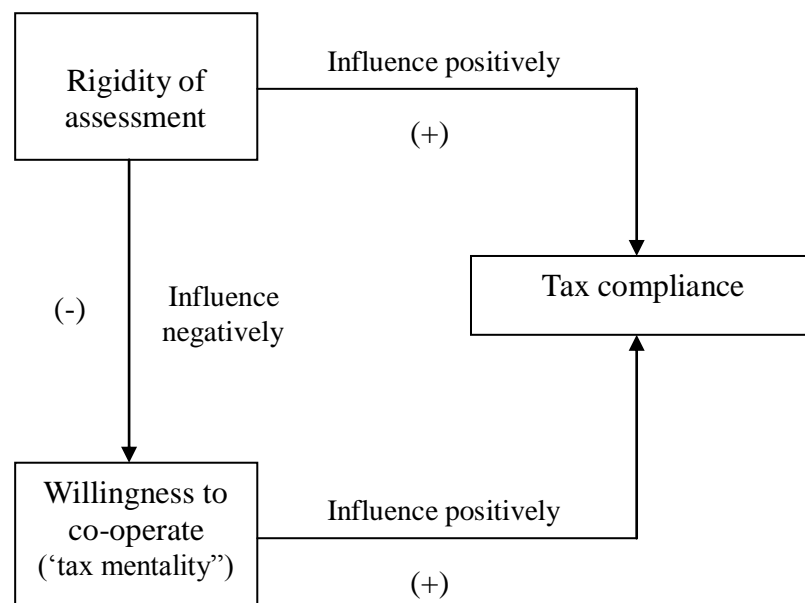 Rigidity of
assessment
Influence positively
(+)
Tax compliance
(-)
Influence
negatively
Willingness to
co-operate
(‘tax mentality”)
Influence positively
(+)